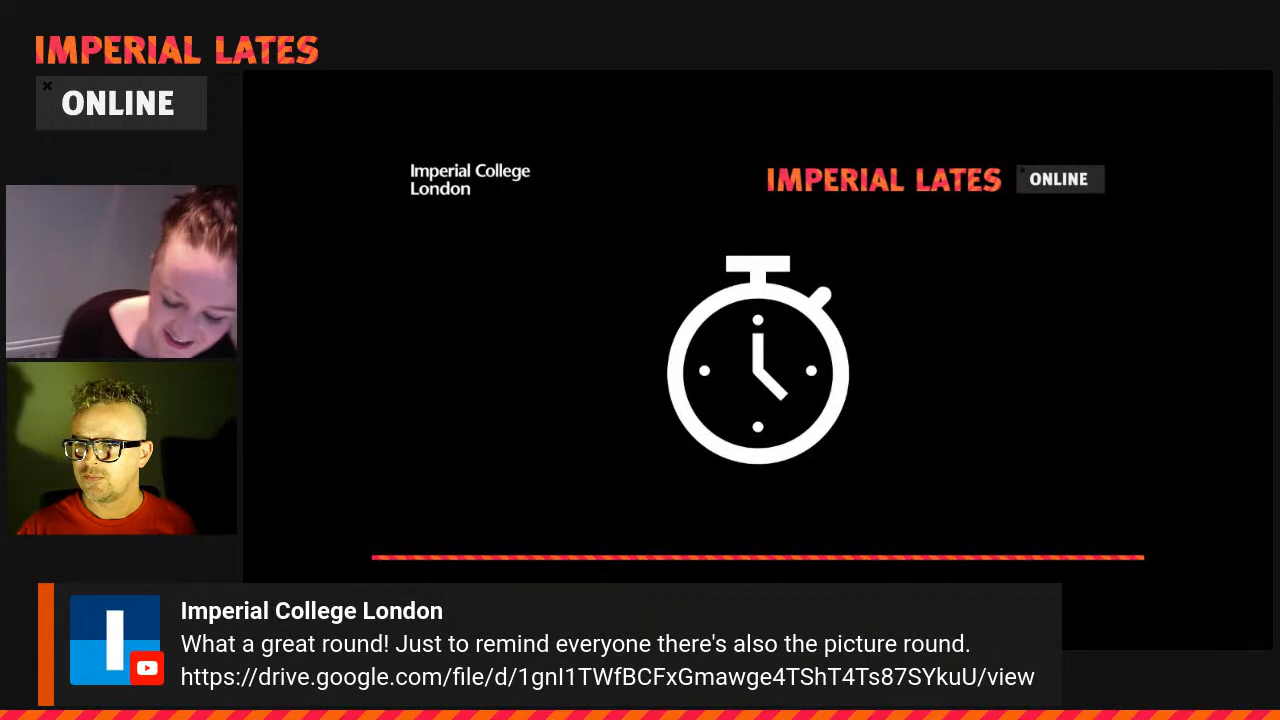 IMPERIAL LATES
ONLINE
Imperial College
London
IMPERIAL LATES
ONLINE
Imperial College London
What a great round! Just to remind everyone there's also the picture round.
https://drive.google.com/file/d/1gnI1TWfBCFxGmawge4TShT4Ts87SYkuU/view